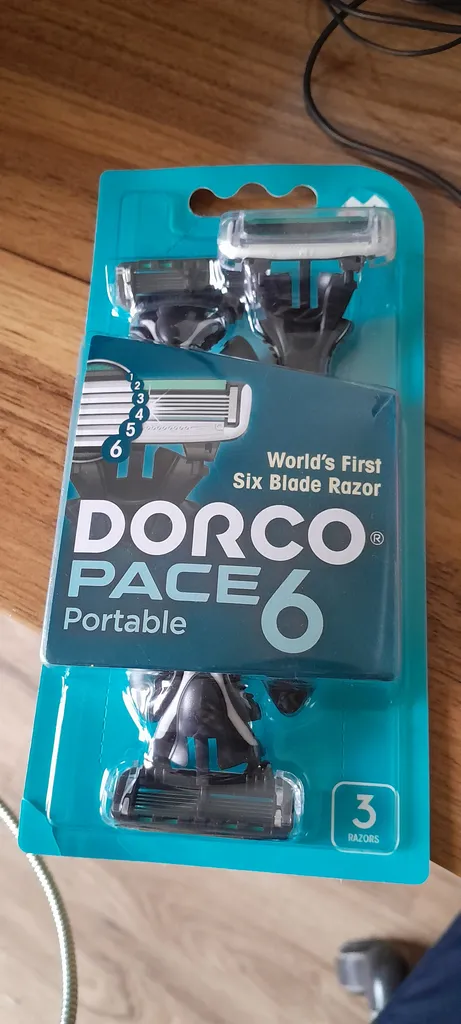 1
2
3
4
5
6
World's First
Six Blade Razor
DORCO®
PACE 6
Portable
3
RAZORS